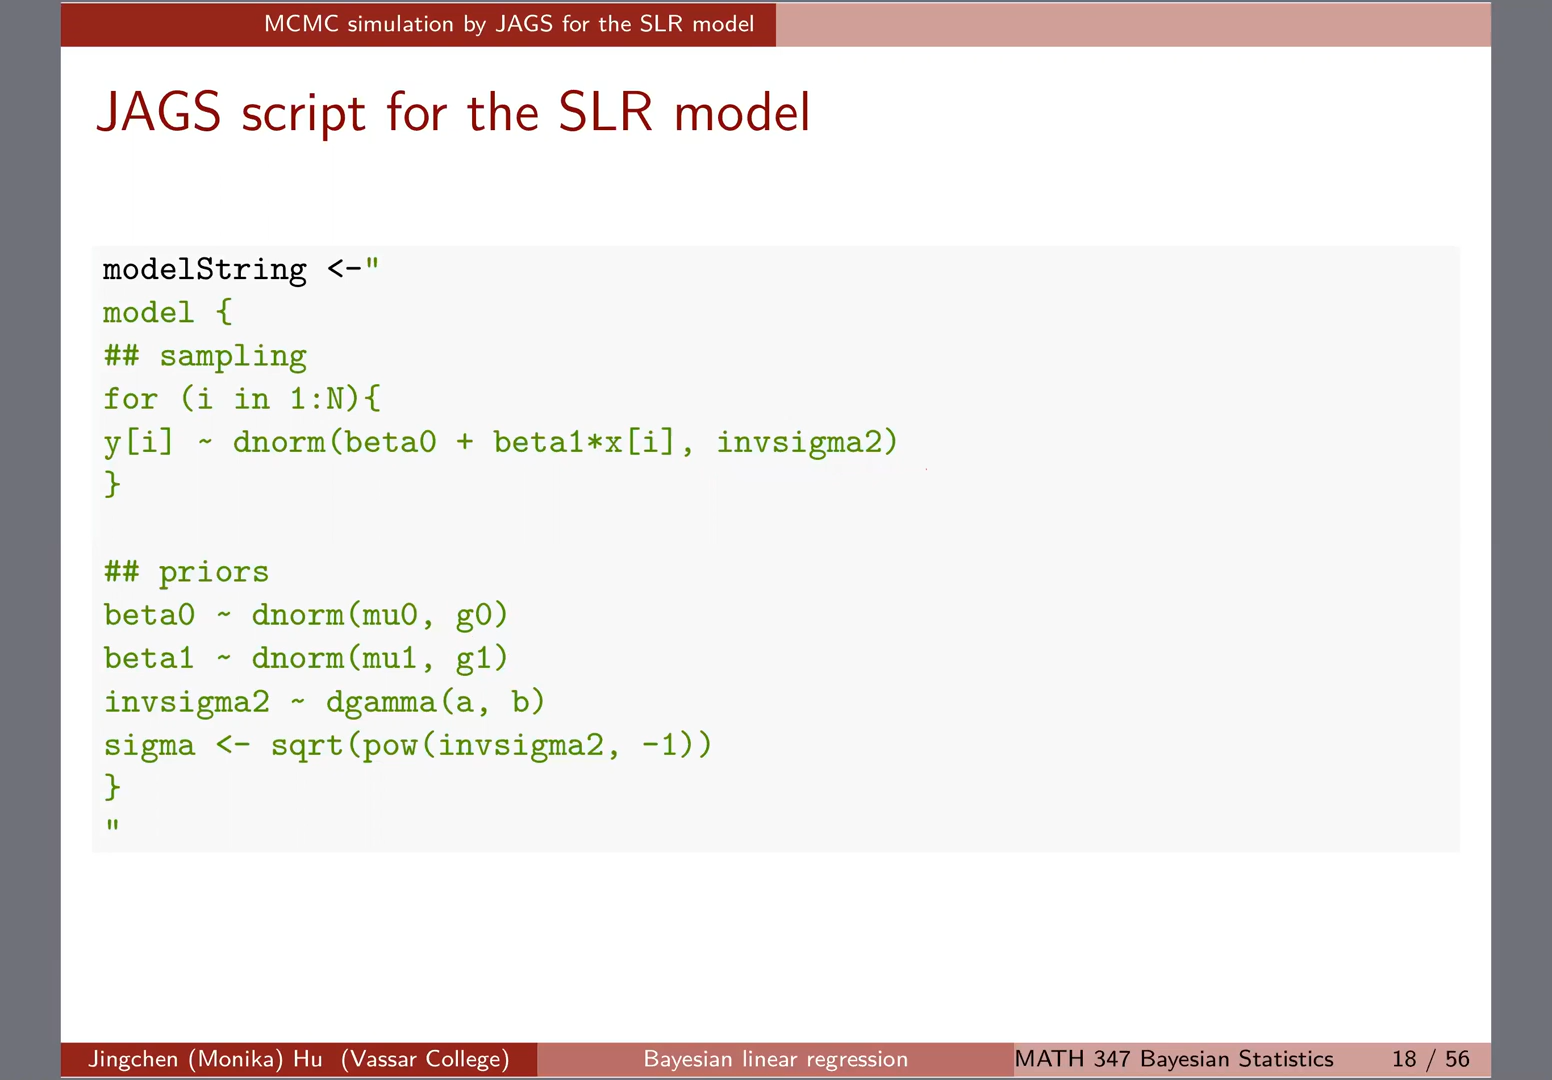 MCMC simulation by JAGS for the SLR model
JAGS script for the SLR model
modelString <-"
model {
## sampling
for (i in 1:N){
y[i] ~ dnorm(beta0 + beta1*x[i], invsigma2)
}
## priors
beta0 ~ dnorm(mu0, g0)
beta1 ~ dnorm(mu1, g1)
invsigma2 ~ dgamma(a, b)
sigma <- sqrt(pow(invsigma2, -1))
}
"
Jingchen (Monika) Hu (Vassar College) Bayesian linear regression MATH 347 Bayesian Statistics 18 / 56